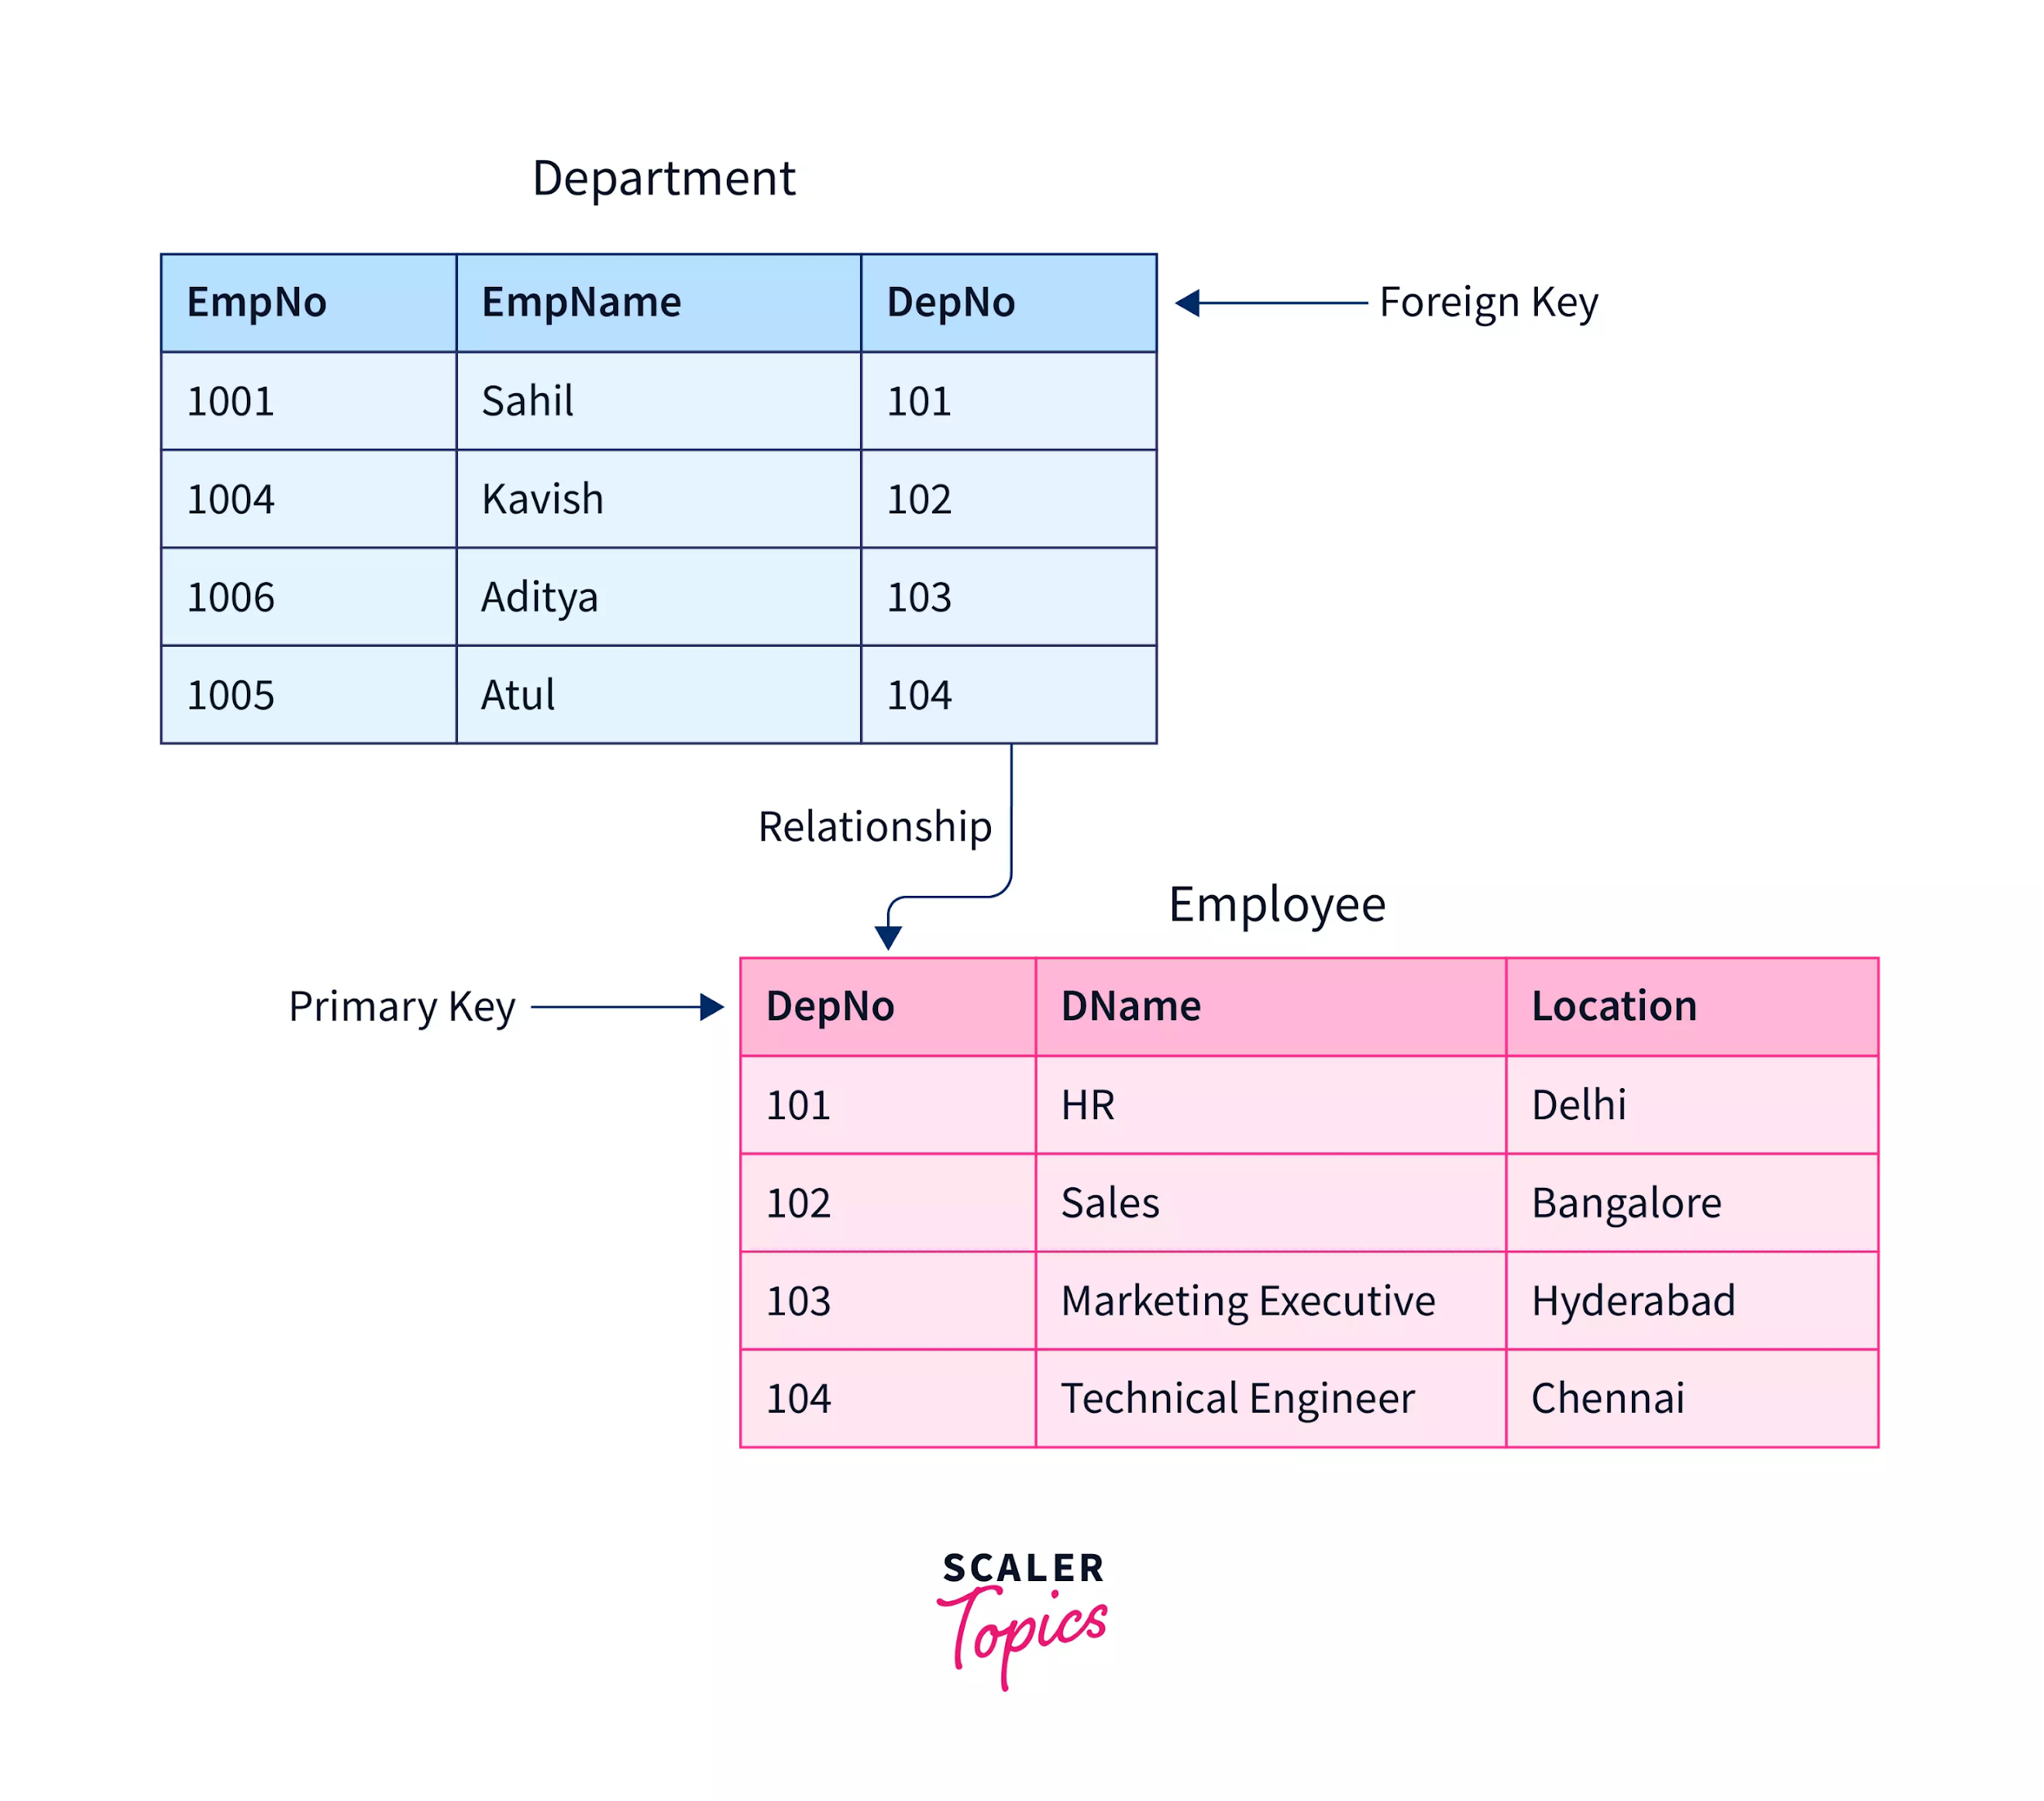 Department
EmpNo EmpName DepNo
Foreign Key
1001 Sahil 101
1004 Kavish 102
1006 Aditya 103
1005 Atul 104
Relationship
Employee
Primary Key
DepNo DName Location
101 HR Delhi
102 Sales Bangalore
103 Marketing Executive Hyderabad
104 Technical Engineer Chennai
SCALER
Topics